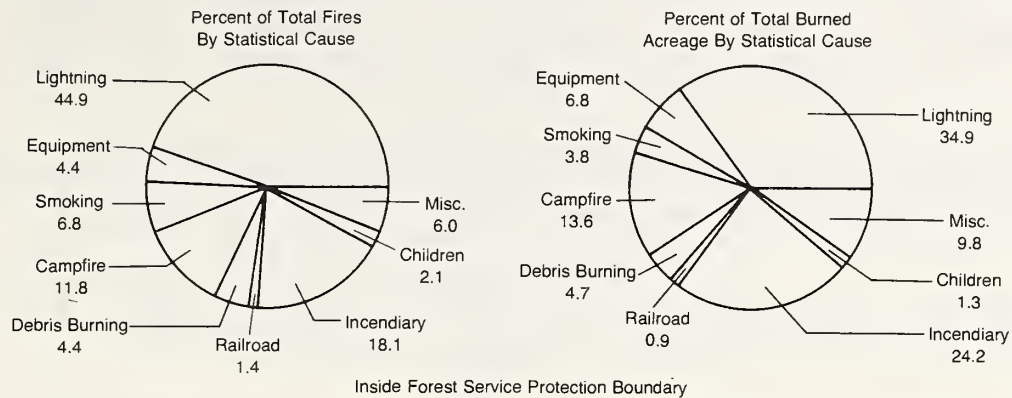 Percent of Total Fires
By Statistical Cause
Lightning
44.9
Equipment
4.4
Smoking
6.8
Campfire
11.8
Debris Burning
4.4
Railroad
1.4
Incendiary
18.1
Children
2.1
Misc.
6.0
Percent of Total Burned
Acreage By Statistical Cause
Equipment
6.8
Smoking
3.8
Campfire
13.6
Debris Burning
4.7
Railroad
0.9
Incendiary
24.2
Children
1.3
Misc.
9.8
Lightning
34.9
Inside Forest Service Protection Boundary